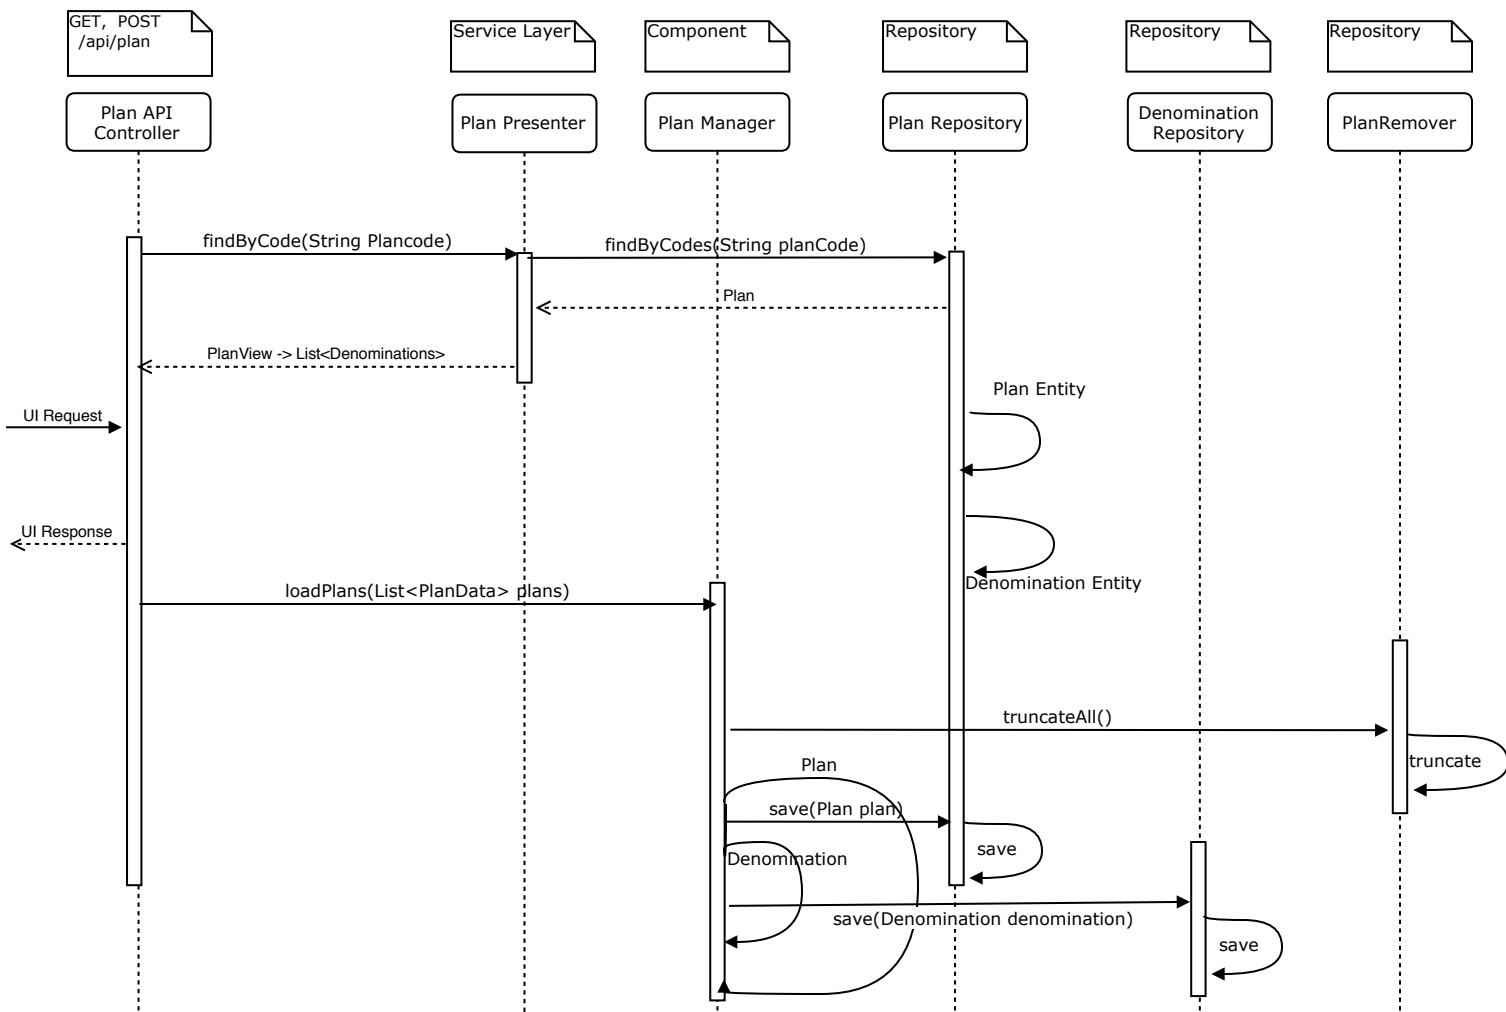 GET, POST
/api/plan
Service Layer
Component
Repository
Repository
Repository
Plan API
Controller
Plan Presenter
Plan Manager
Plan Repository
Denomination
Repository
PlanRemover
findByCode(String Plancode)
findByCodes(String planCode)
Plan
PlanView -> List<Denominations>
Plan Entity
UI Request
UI Response
Denomination Entity
loadPlans(List<PlanData> plans)
truncateAll()
truncate
Plan
save(Plan plan)
save
Denomination
save(Denomination denomination)
save